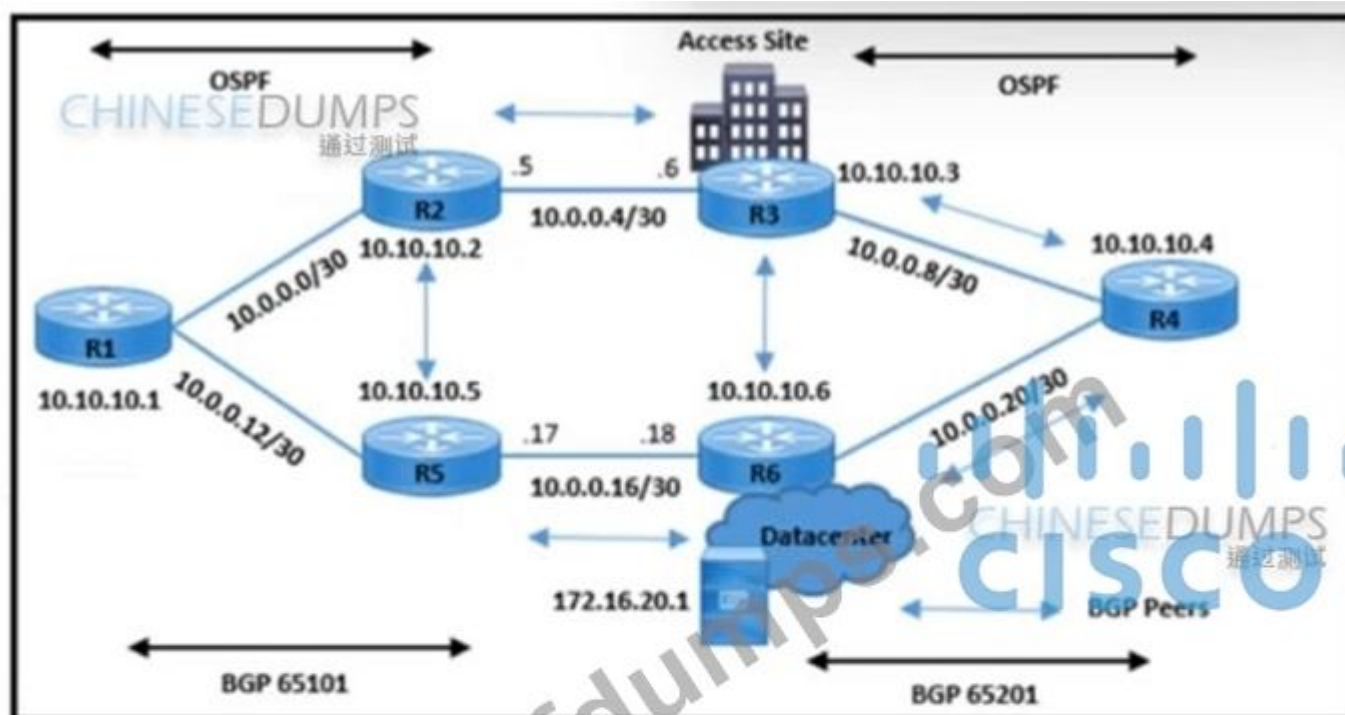 OSPF
Access Site
OSPF
CHINESEDUMPS
通过测试
.5
.6
10.10.10.3
R2
10.0.0.4/30
R3
10.10.10.2
10.10.10.4
10.0.0.0/30
10.0.0.8/30
R1
R4
10.10.10.1
10.0.0.12/30
10.10.10.5
10.10.10.6
10.0.0.20/30
.17
.18
R5
10.0.0.16/30
R6
Datacenter
CHINESEDUMPS
通过测试
CISCO
172.16.20.1
BGP Peers
BGP 65101
BGP 65201
fdumps.com